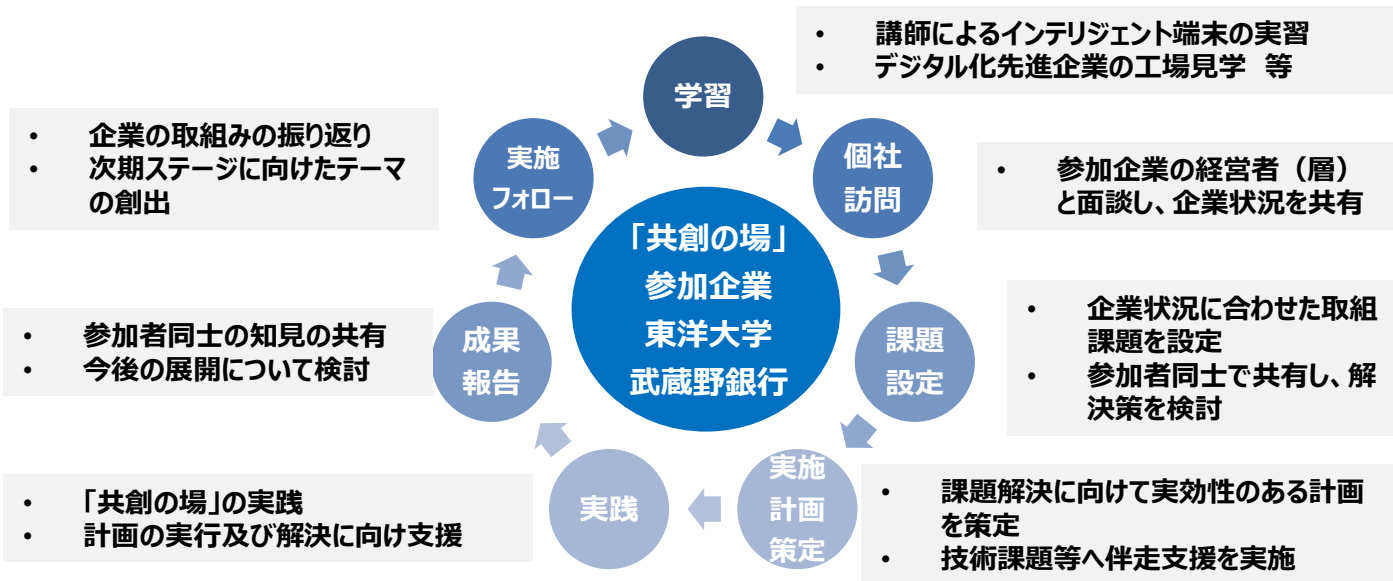 学習
• 講師によるインテリジェント端末の実習
• デジタル化先進企業の工場見学 等
個社
訪問
• 参加企業の経営者（層）
と面談し、企業状況を共有
課題
設定
• 企業状況に合わせた取組
課題を設定
• 参加者同士で共有し、解
決策を検討
実施
計画
策定
• 課題解決に向けて実効性のある計画
を策定
• 技術課題等へ伴走支援を実施
実践
• 「共創の場」の実践
• 計画の実行及び解決に向け支援
成果
報告
• 参加者同士の知見の共有
• 今後の展開について検討
実施
フォロー
• 企業の取組みの振り返り
• 次期ステージに向けたテーマ
の創出
「共創の場」
参加企業
東洋大学
武蔵野銀行